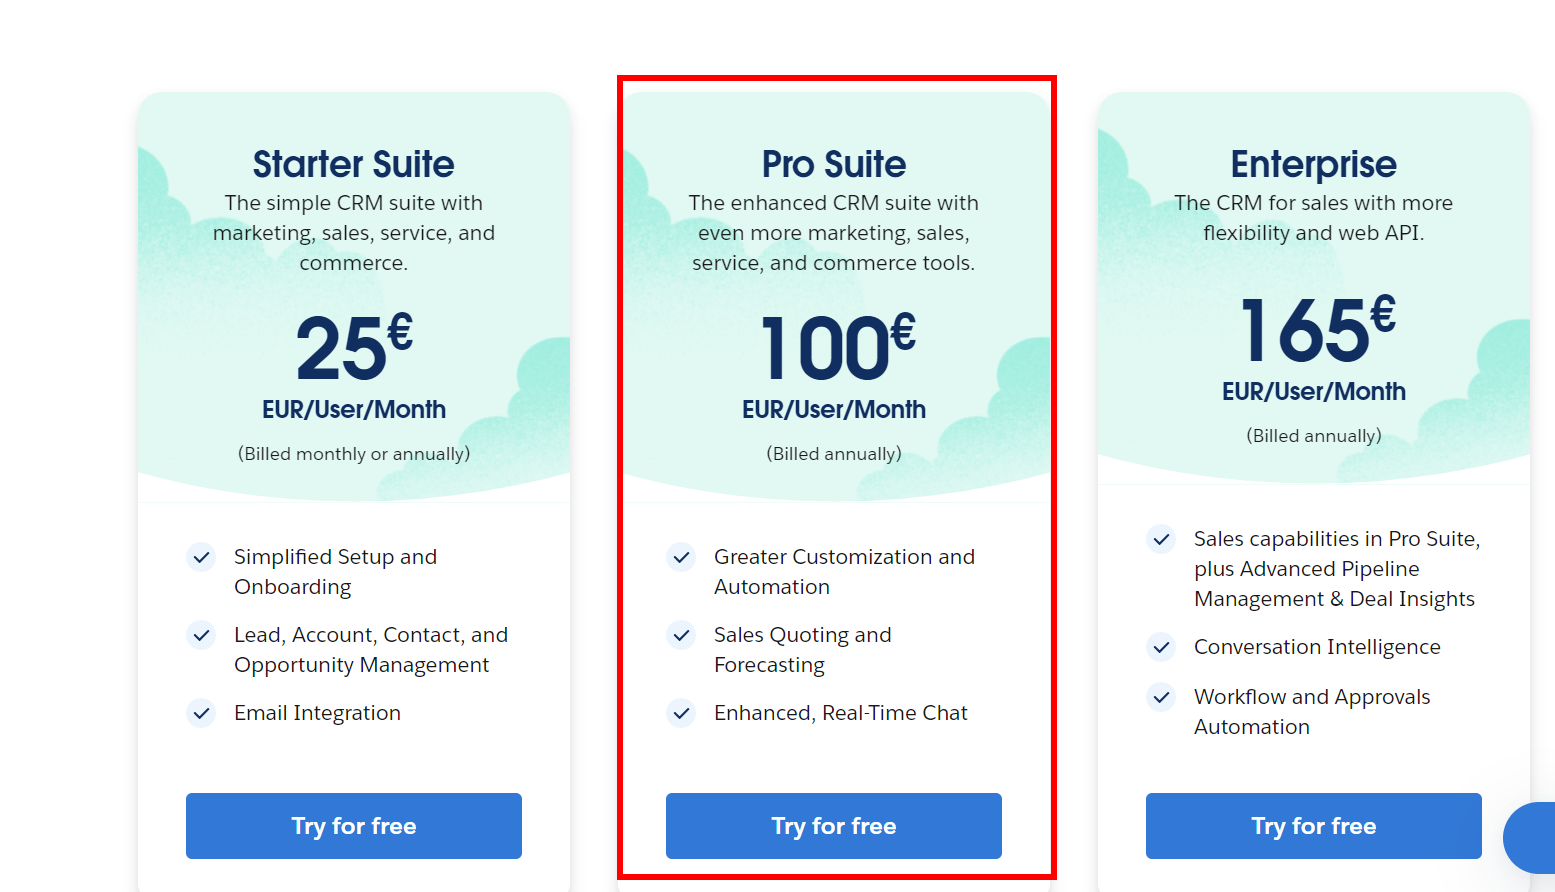 Starter Suite
The simple CRM suite with
marketing, sales, service, and
commerce.
25€
EUR/User/Month
(Billed monthly or annually)
Simplified Setup and
Onboarding
Lead, Account, Contact, and
Opportunity Management
Email Integration
Try for free
Pro Suite
The enhanced CRM suite with
even more marketing, sales,
service, and commerce tools.
100€
EUR/User/Month
(Billed annually)
Greater Customization and
Automation
Sales Quoting and
Forecasting
Enhanced, Real-Time Chat
Try for free
Enterprise
The CRM for sales with more
flexibility and web API.
165€
EUR/User/Month
(Billed annually)
Sales capabilities in Pro Suite,
plus Advanced Pipeline
Management & Deal Insights
Conversation Intelligence
Workflow and Approvals
Automation
Try for free